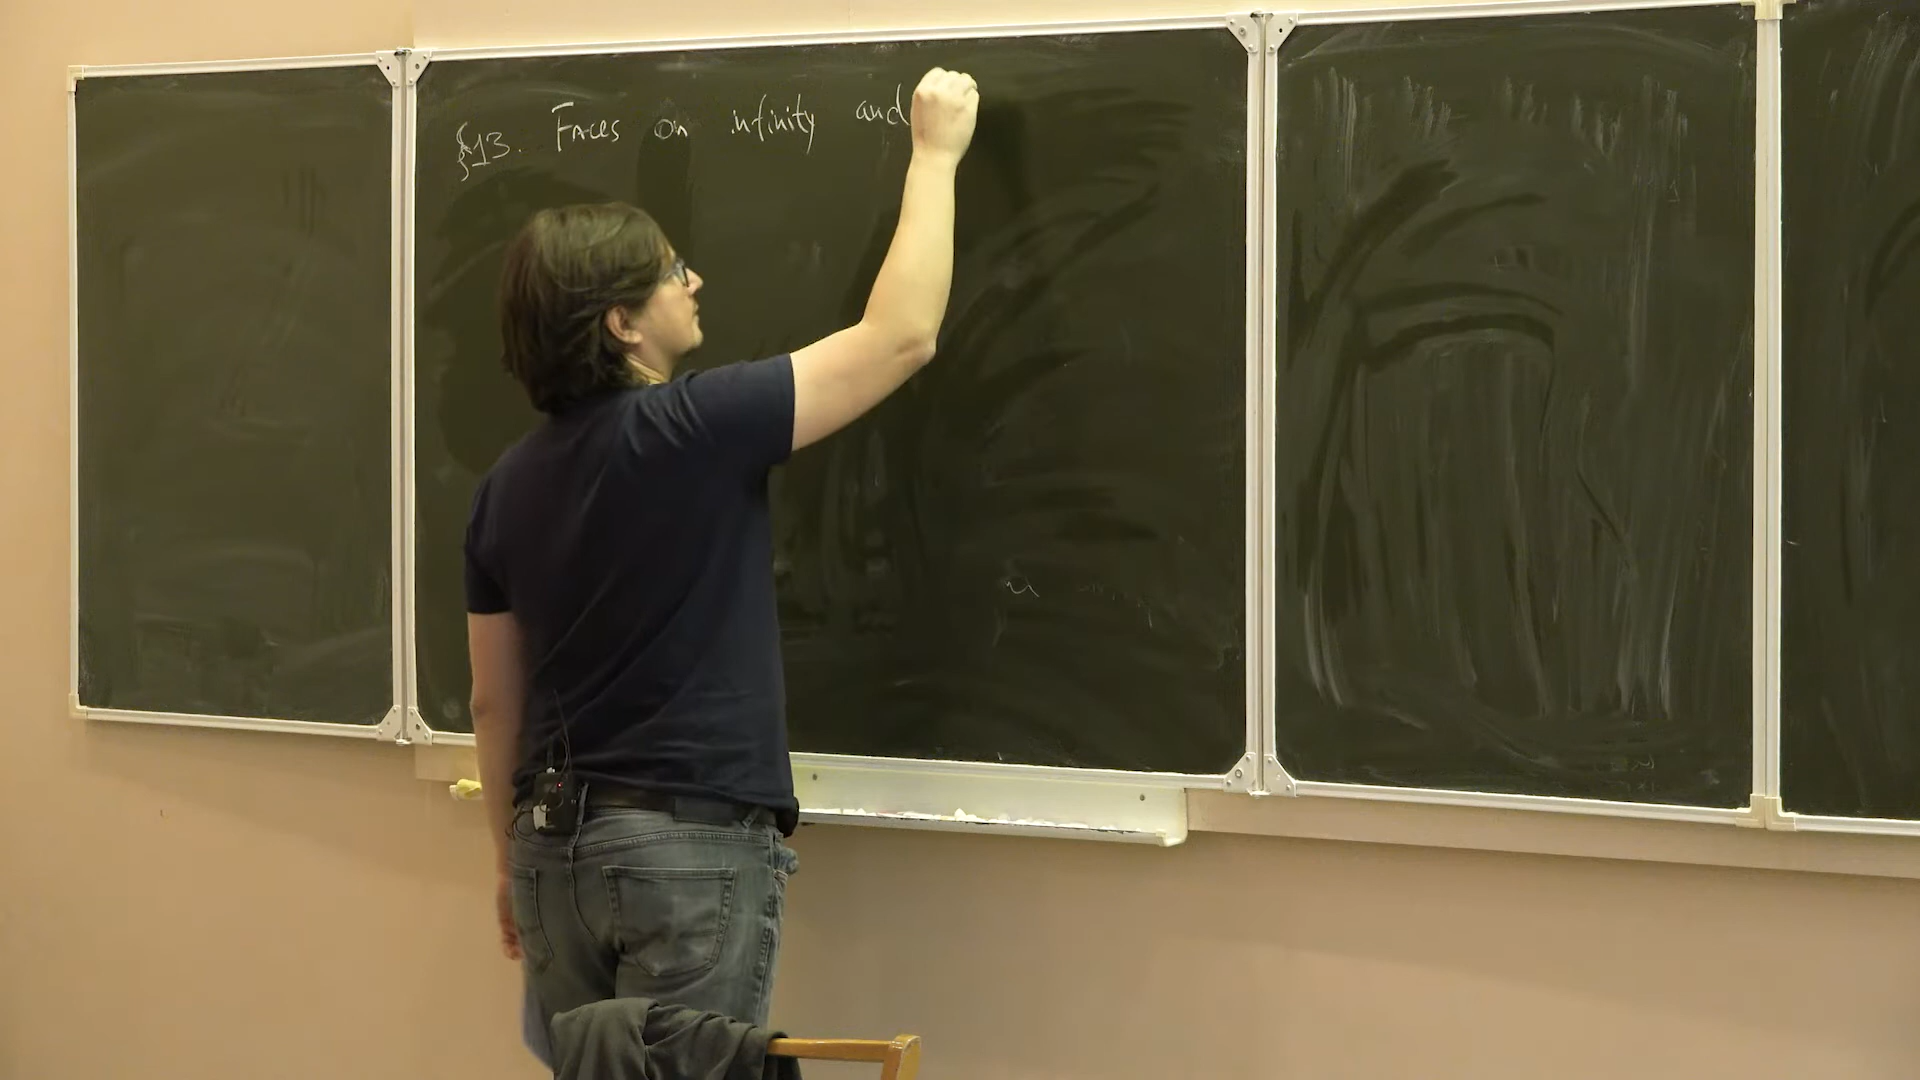 §13. Faces on infinity and